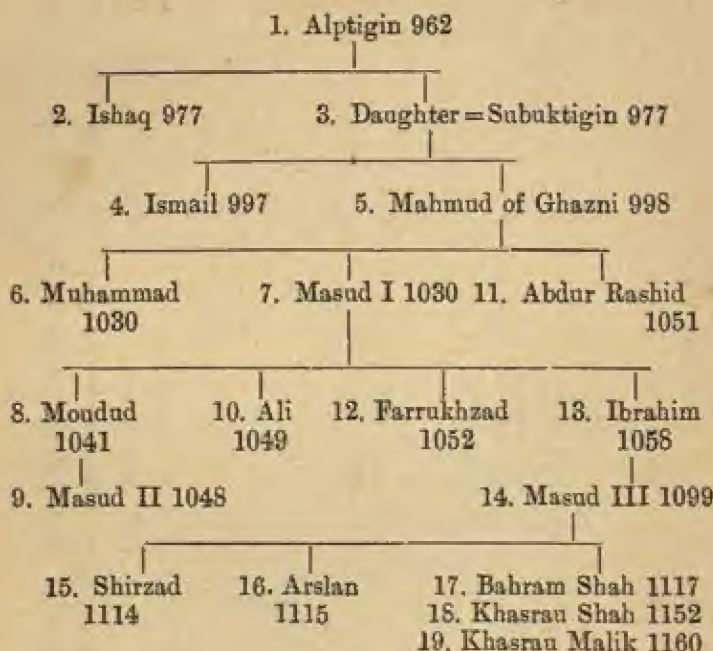 1. Alptigin 962
2. Ishaq 977 3. Daughter = Subuktigin 977
4. Ismail 997 5. Mahmud of Ghazni 998
6. Muhammad 7. Masud I 1030 11. Abdur Rashid
1030 1051
8. Moudud 10. Ali 12. Farrukhzad 13. Ibrahim
1041 1049 1052 1058
9. Masud II 1048 14. Masud III 1099
15. Shirzad 16. Arslan 17. Bahram Shah 1117
1114 1115 18. Khasrau Shah 1152
19. Khasrau Malik 1160